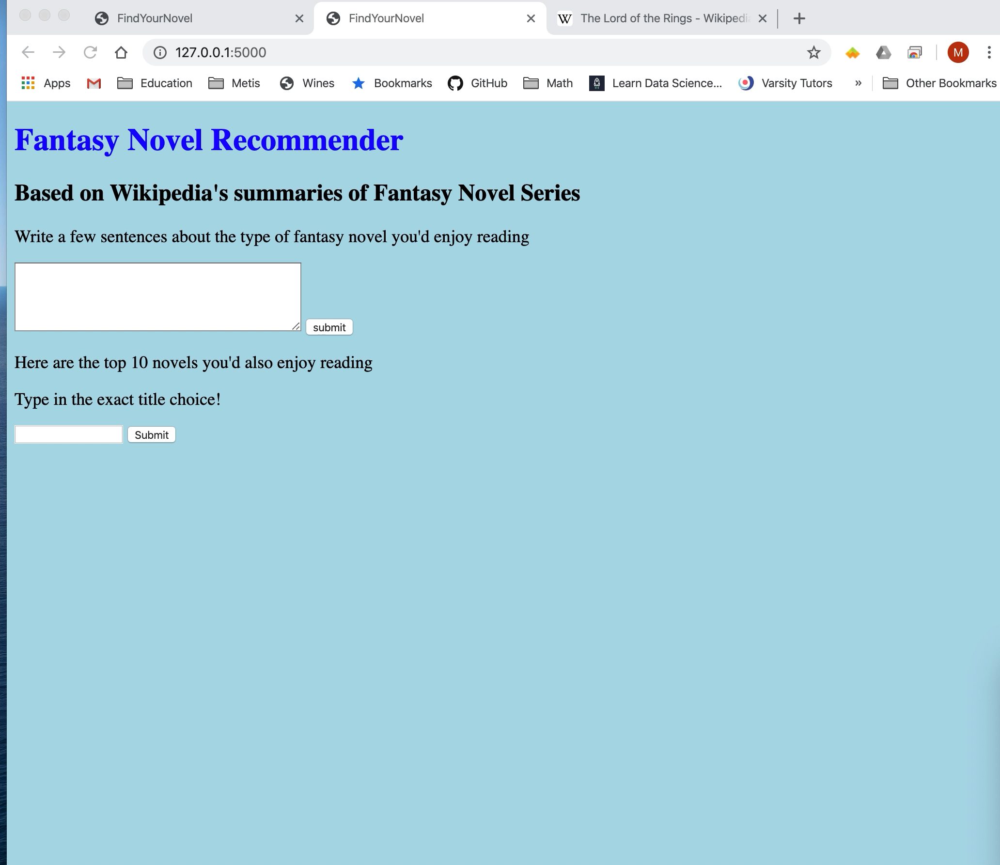 FindYourNovel
FindYourNovel
W The Lord of the Rings - Wikipedi
127.0.0.1:5000
M
Apps Education Metis Wines Bookmarks GitHub Math Learn Data Science... Varsity Tutors » Other Bookmarks
Fantasy Novel Recommender
Based on Wikipedia's summaries of Fantasy Novel Series
Write a few sentences about the type of fantasy novel you'd enjoy reading
submit
Here are the top 10 novels you'd also enjoy reading
Type in the exact title choice!
Submit